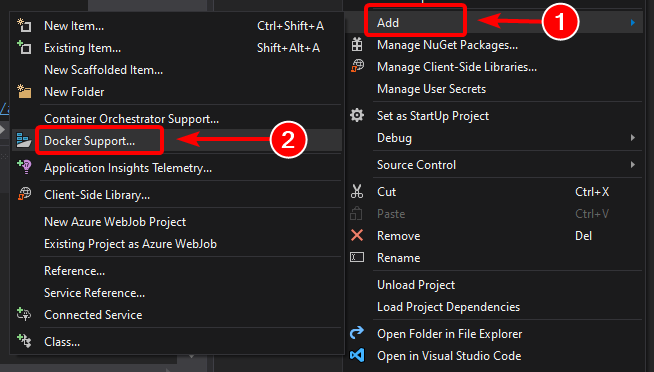 New Item... Ctrl+Shift+A
Existing Item... Shift+Alt+A
New Scaffolded Item...
New Folder
Container Orchestrator Support...
Docker Support...
2
Application Insights Telemetry...
Client-Side Library...
New Azure WebJob Project
Existing Project as Azure WebJob
Reference...
Service Reference...
Connected Service
Class...
Add
1
Manage NuGet Packages...
Manage Client-Side Libraries...
Manage User Secrets
Set as StartUp Project
Debug
Source Control
Cut Ctrl+X
Paste Ctrl+V
Remove Del
Rename
Unload Project
Load Project Dependencies
Open Folder in File Explorer
Open in Visual Studio Code